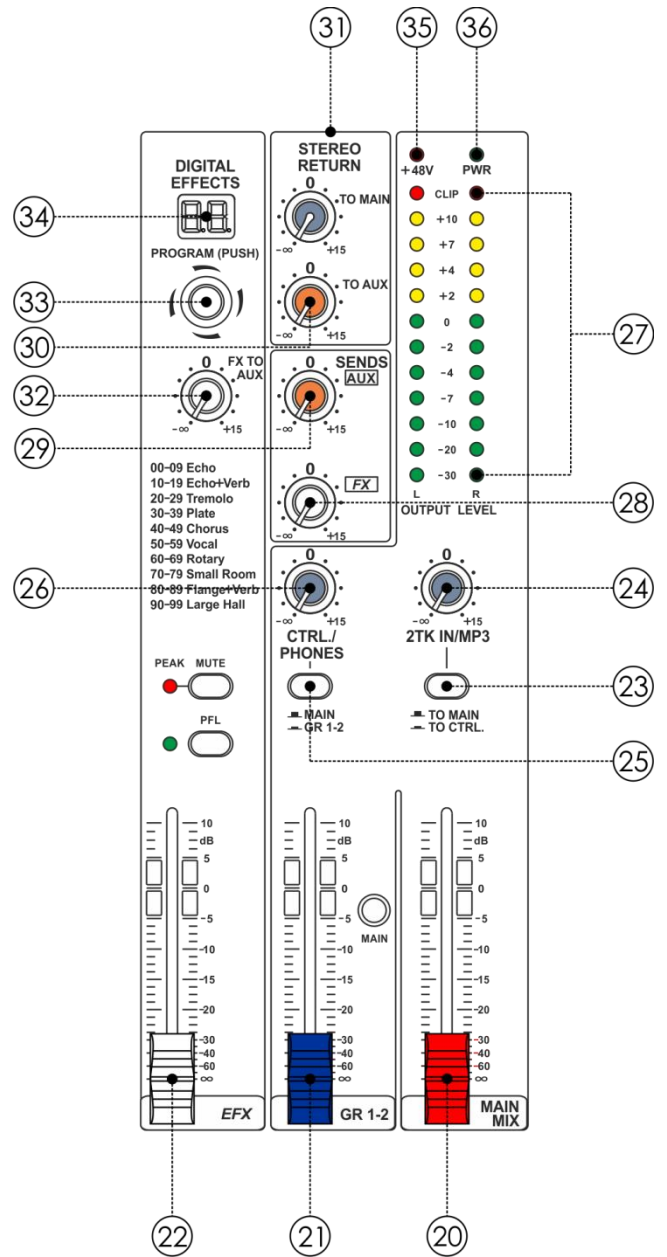 31
35
36
DIGITAL
EFFECTS
34
88
PROGRAM (PUSH)
33
30
FX TO
AUX
0
-∞
+15
32
29
00-09 Echo
10-19 Echo+Verb
20-29 Tremolo
30-39 Plate
40-49 Chorus
50-59 Vocal
60-69 Rotary
70-79 Small Room
80-89 Flange+Verb
90-99 Large Hall
26
PEAK MUTE
PFL
10
dB
5
0
-5
-10
-15
-20
-30
-40
-60
∞
EFX
22
STEREO
RETURN
0
TO MAIN
-∞
+15
0
TO AUX
-∞
+15
0
SENDS
AUX
-∞
+15
0
FX
-∞
+15
0
-∞
+15
CTRL./
PHONES
MAIN
GR 1-2
10
dB
5
0
-5
-10
-15
-20
-30
-40
-60
∞
MAIN
GR 1-2
21
+48V
PWR
CLIP
+10
+7
+4
+2
0
-2
-4
-7
-10
-20
-30
L
R
OUTPUT LEVEL
27
28
0
-∞
+15
24
2TK IN/MP3
23
TO MAIN
TO CTRL.
25
10
dB
5
0
-5
-10
-15
-20
-30
-40
-60
∞
MAIN
MIX
20